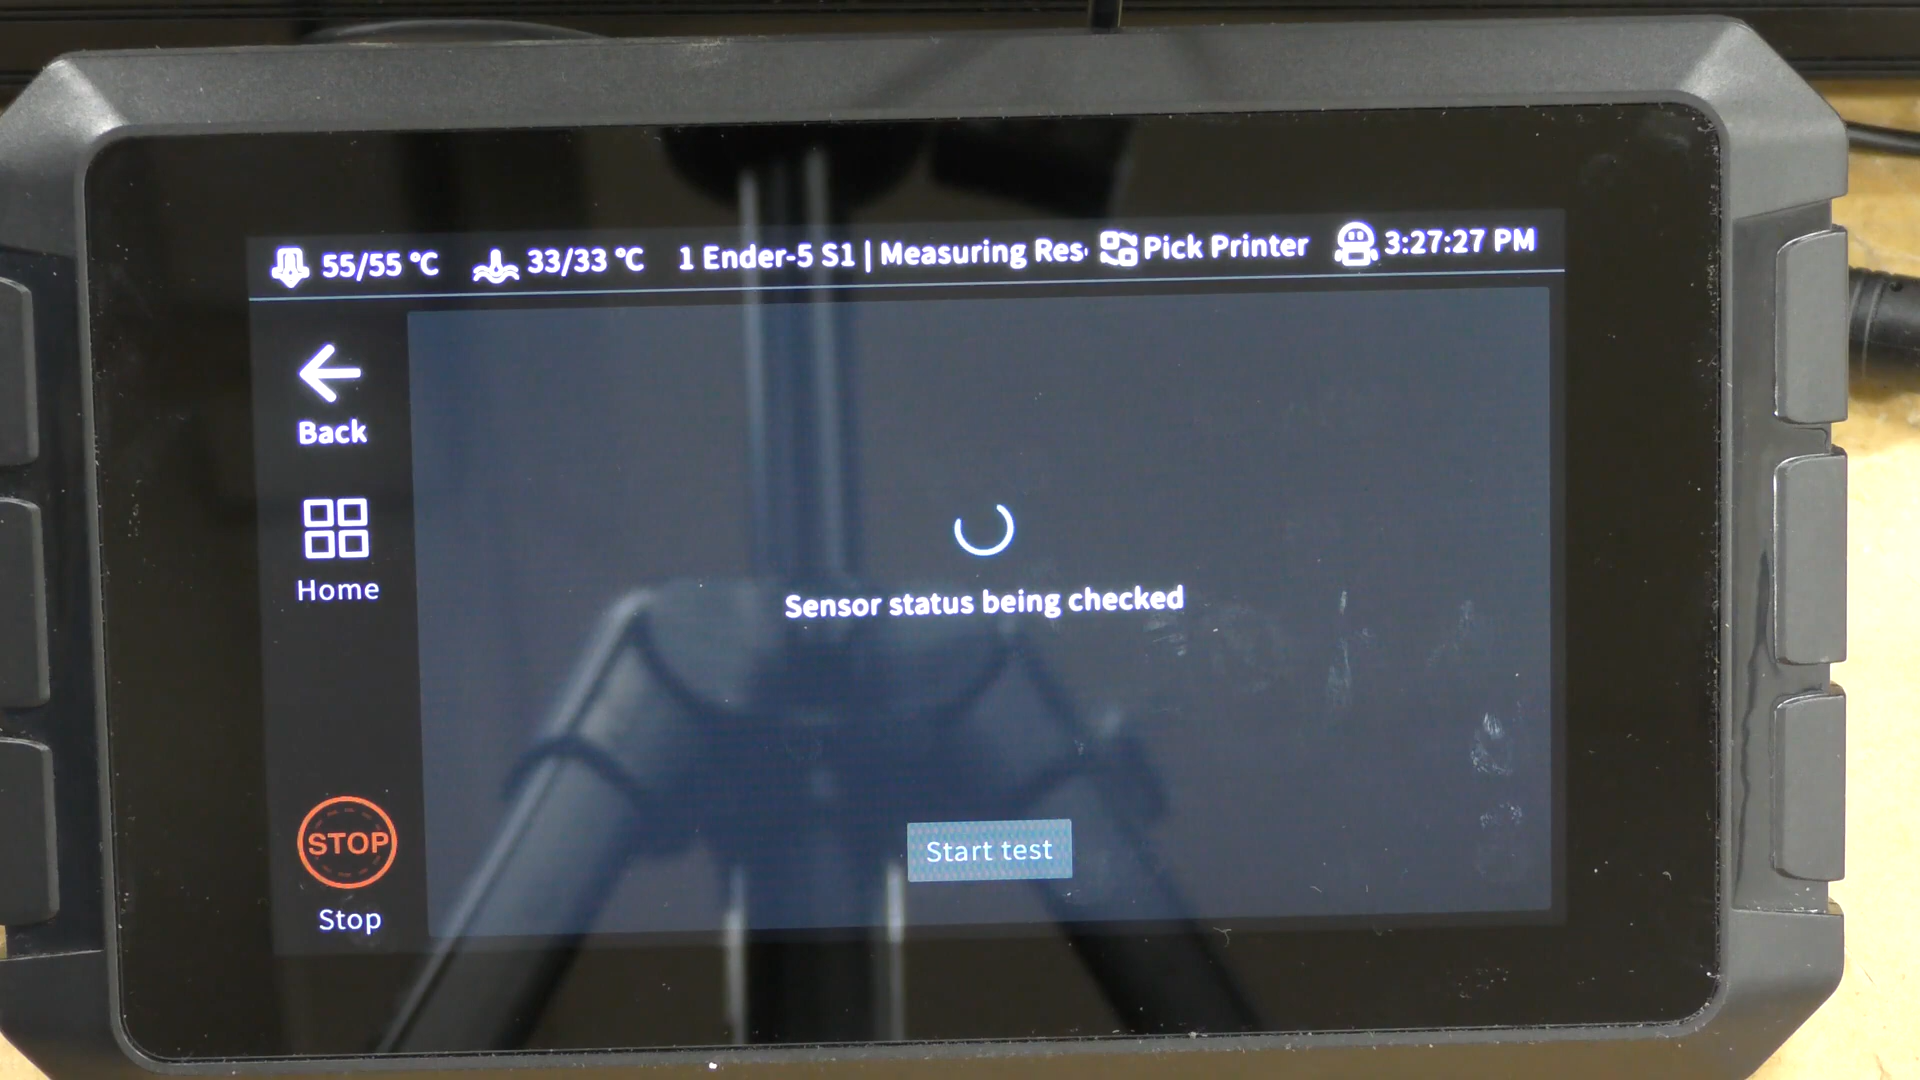 55/55 °C 33/33 °C 1 Ender-5 S1 | Measuring Res Pick Printer 3:27:27 PM
Back
Home
Sensor status being checked
STOP
Start test
Stop